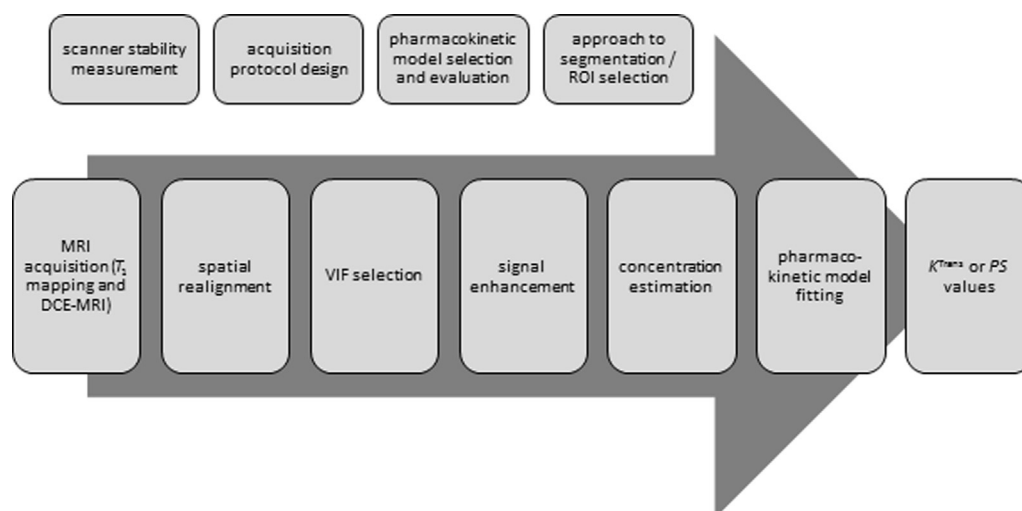 scanner stability
measurement
acquisition
protocol design
pharmacokinetic
model selection
and evaluation
approach to
segmentation /
ROI selection
MRI
acquisition (T₁
mapping and
DCE-MRI)
spatial
realignment
VIF selection
signal
enhancement
concentration
estimation
pharmaco-
kinetic model
fitting
Kᵀʳᵃⁿˢ or PS
values